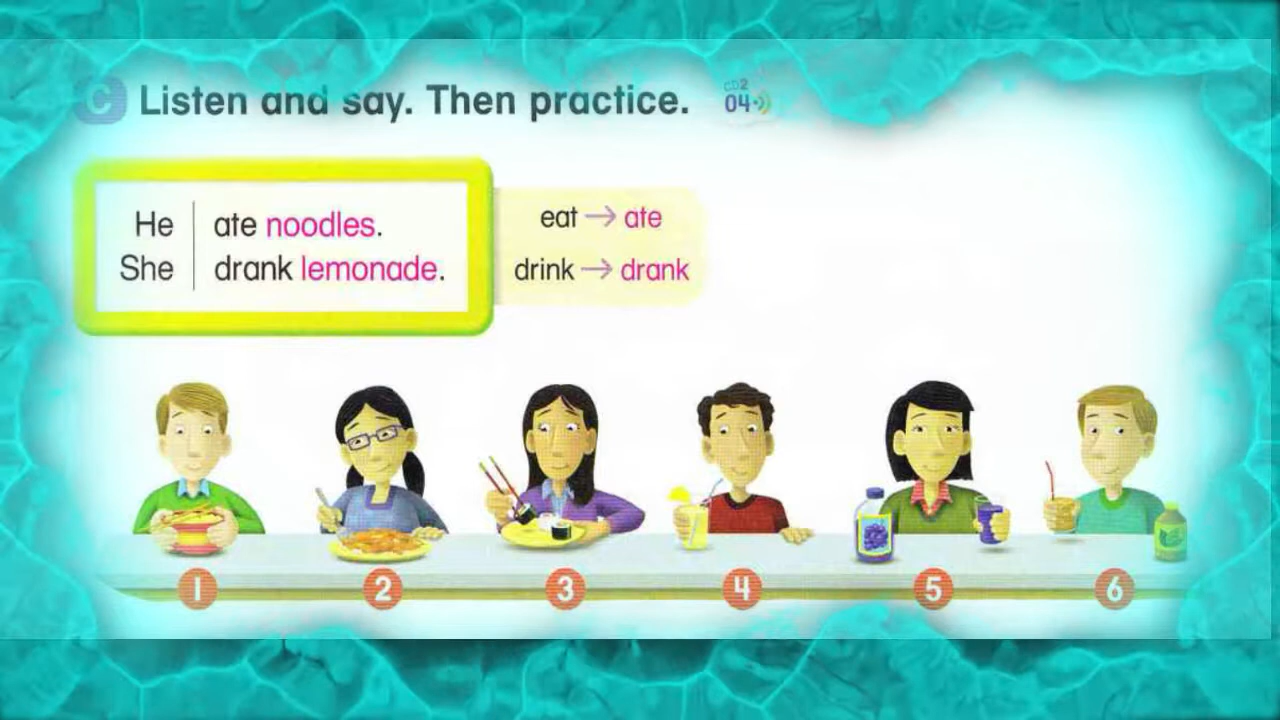 C Listen and say. Then practice. CD2 04
He ate noodles.
She drank lemonade.
eat → ate
drink → drank
1 2 3 4 5 6